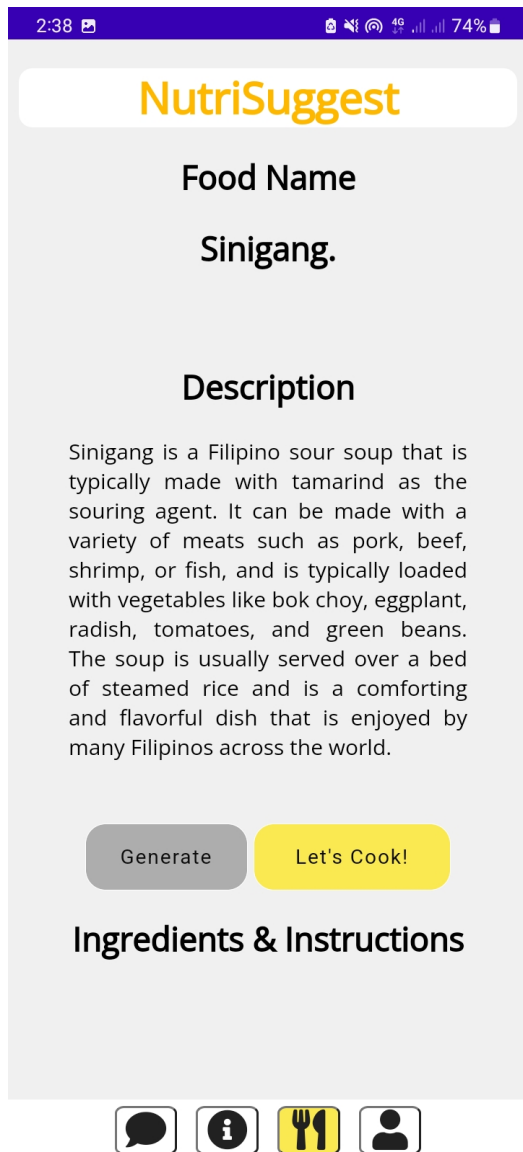 2:38 4G 74%
NutriSuggest
Food Name
Sinigang.
Description
Sinigang is a Filipino sour soup that is
typically made with tamarind as the
souring agent. It can be made with a
variety of meats such as pork, beef,
shrimp, or fish, and is typically loaded
with vegetables like bok choy, eggplant,
radish, tomatoes, and green beans.
The soup is usually served over a bed
of steamed rice and is a comforting
and flavorful dish that is enjoyed by
many Filipinos across the world.
Generate Let's Cook!
Ingredients & Instructions